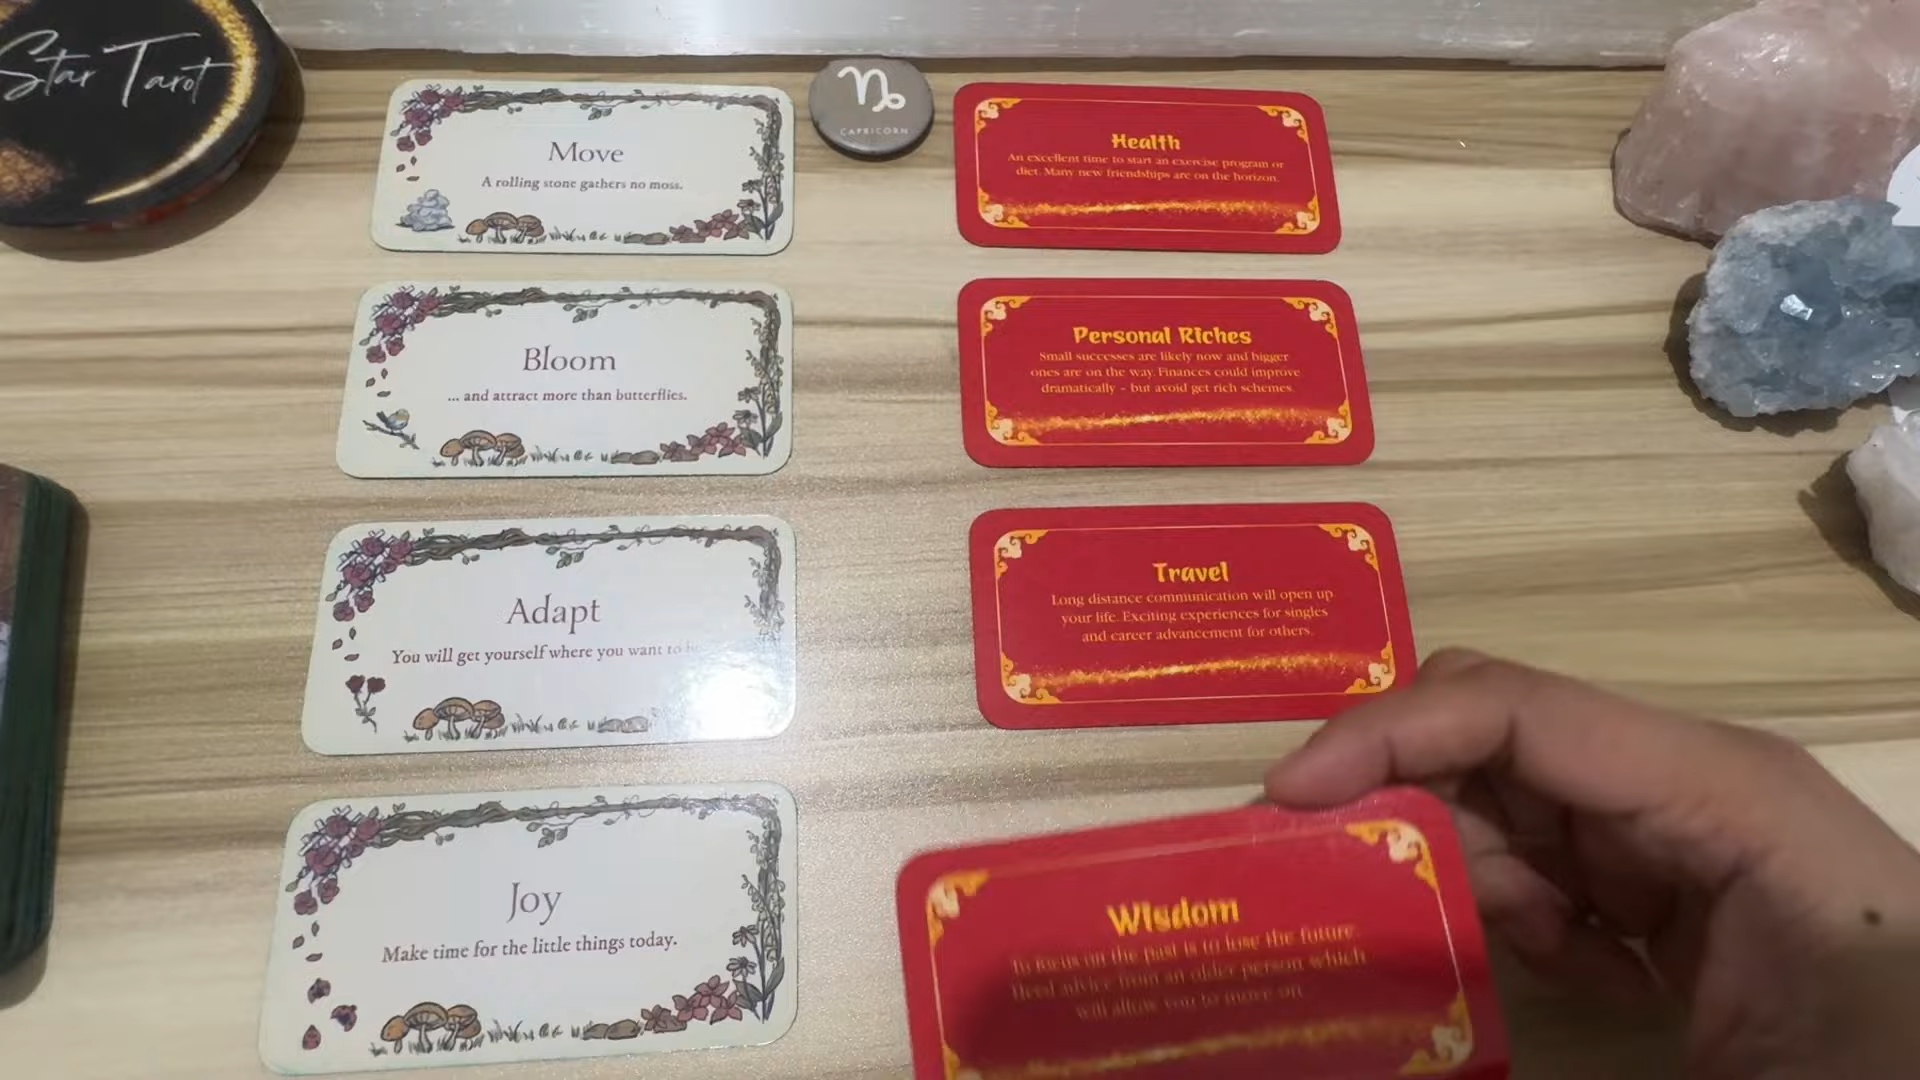 Star Tarot
Move
A rolling stone gathers no moss.
CAPRICORN
Health
An excellent time to start an exercise program or
diet. Many new friendships are on the horizon.
Bloom
... and attract more than butterflies.
Personal Riches
Small successes are likely now and bigger
ones are on the way. Finances could improve
dramatically - but avoid get rich schemes.
Adapt
You will get yourself where you want to
Travel
Long distance communication will open up
your life. Exciting experiences for singles
and career advancement for others.
Joy
Make time for the little things today.
Wisdom
To focus on the past is to lose the future.
Heed advice from an older person which
will allow you to move on.